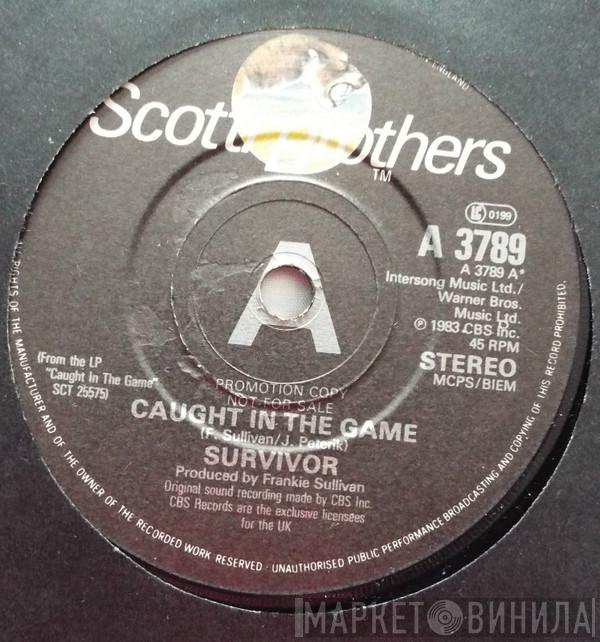 Scotti Brothers
TM
ENGLAND
LC 0199
A 3789
A 3789 A*
Intersong Music Ltd./
Warner Bros.
Music Ltd.
℗ 1983 CBS Inc.
45 RPM
STEREO
MCPS/BIEM
A
(From the LP
"Caught In The Game"
SCT 25575)
PROMOTION COPY
NOT FOR SALE
CAUGHT IN THE GAME
(F. Sullivan/J. Peterik)
SURVIVOR
Produced by Frankie Sullivan
Original sound recording made by CBS Inc.
CBS Records are the exclusive licensees
for the UK
RIGHTS OF THE MANUFACTURER AND OF THE OWNER OF THE RECORDED WORK RESERVED · UNAUTHORISED PUBLIC PERFORMANCE BROADCASTING AND COPYING OF THIS RECORD PROHIBITED.
МАРКЕТ ВИНИЛА